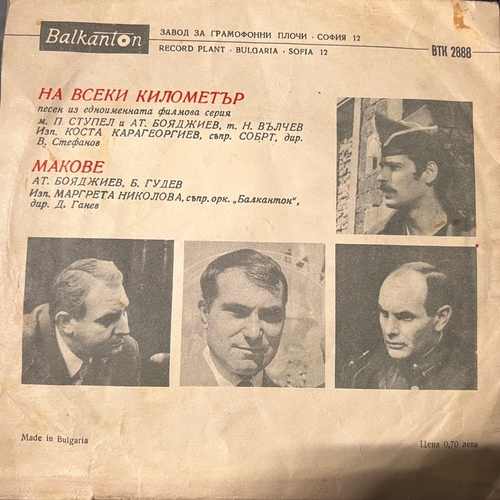 Balkanton
ЗАВОД ЗА ГРАМОФОННИ ПЛОЧИ · СОФИЯ 12
RECORD PLANT · BULGARIA · SOFIA 12
ВТК 2888
НА ВСЕКИ КИЛОМЕТЪР
песен из едноименната филмова серия
м. П. СТУПЕЛ и АТ. БОЯДЖИЕВ, т. Н. ВЪЛЧЕВ
Изп. КОСТА КАРАГЕОРГИЕВ, съпр. СОБРТ, дир.
В. Стефанов
МАКОВЕ
АТ. БОЯДЖИЕВ, Б. ГУДЕВ
Изп. МАРГРЕТА НИКОЛОВА, съпр. орк. „Балкантон",
дир. Д. Ганев
Made in Bulgaria
Цена 0,70 лева